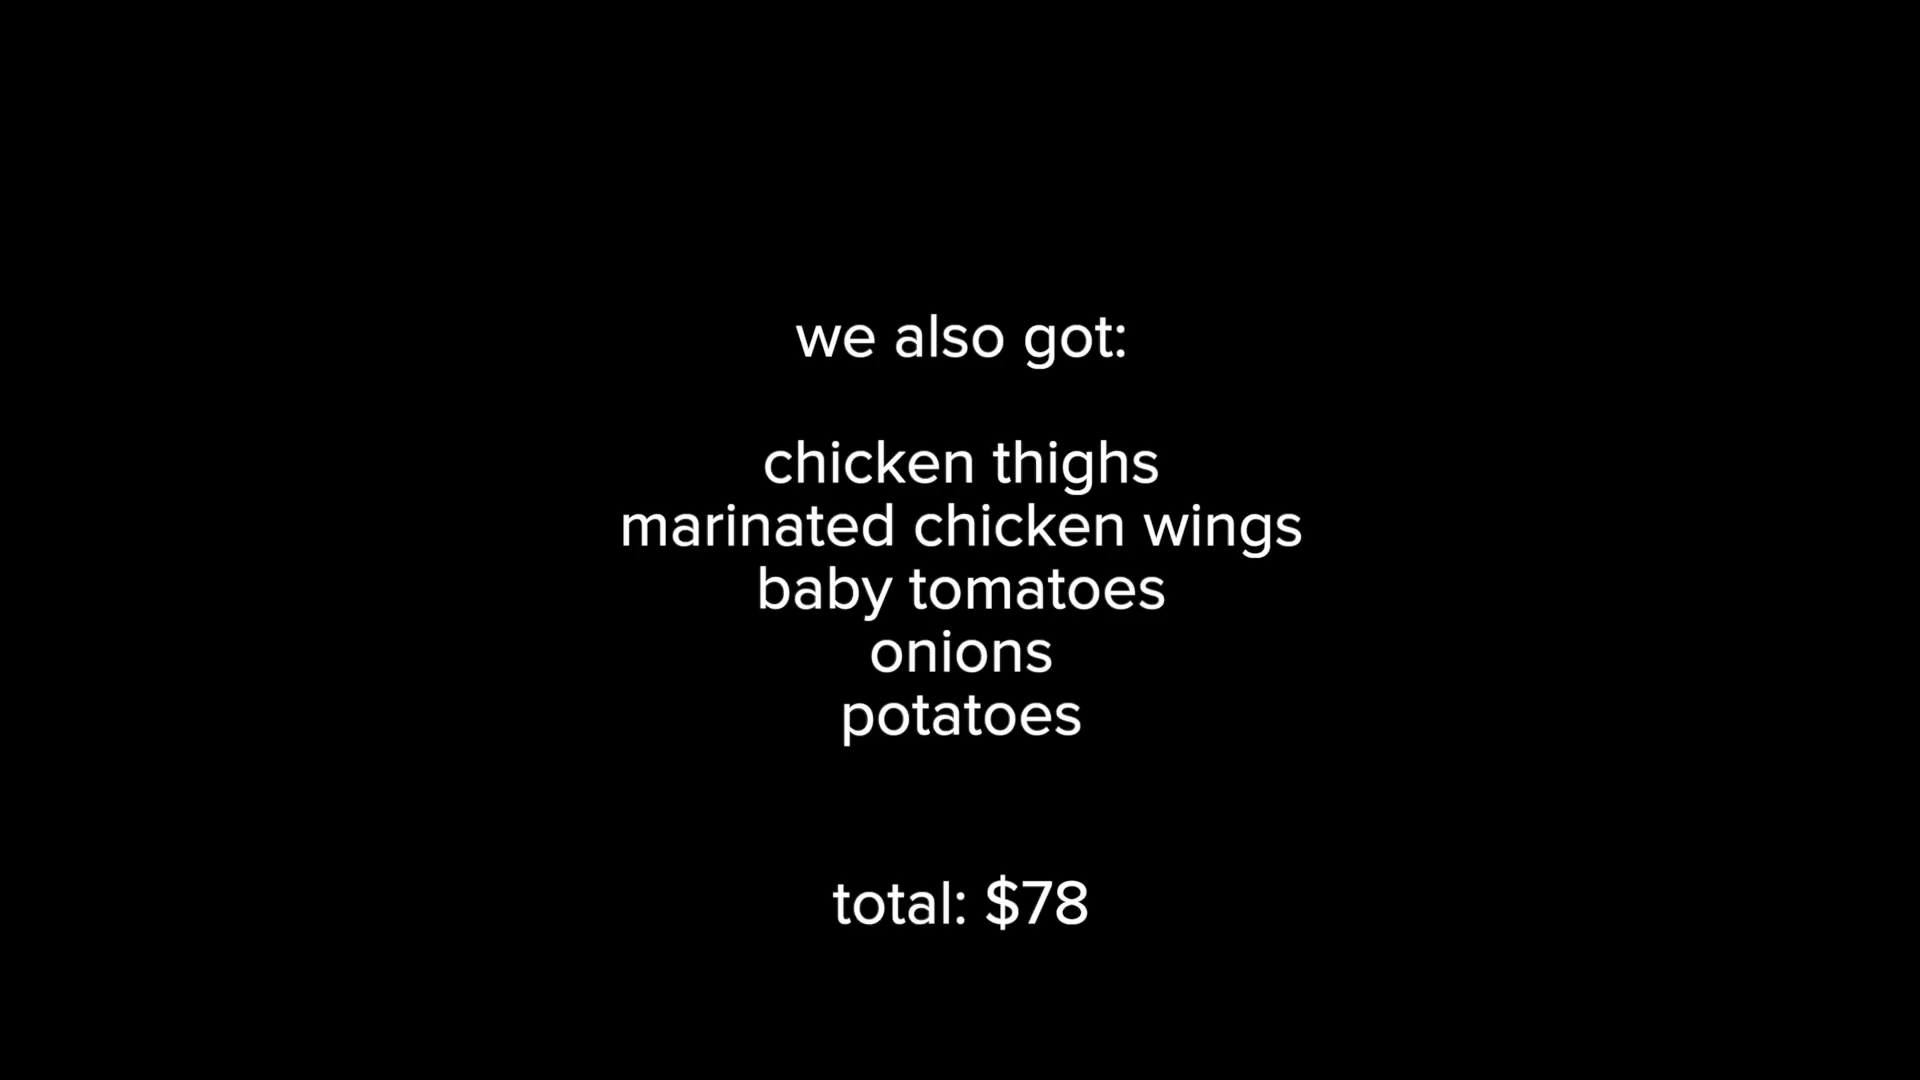 we also got:
chicken thighs
marinated chicken wings
baby tomatoes
onions
potatoes
total: $78